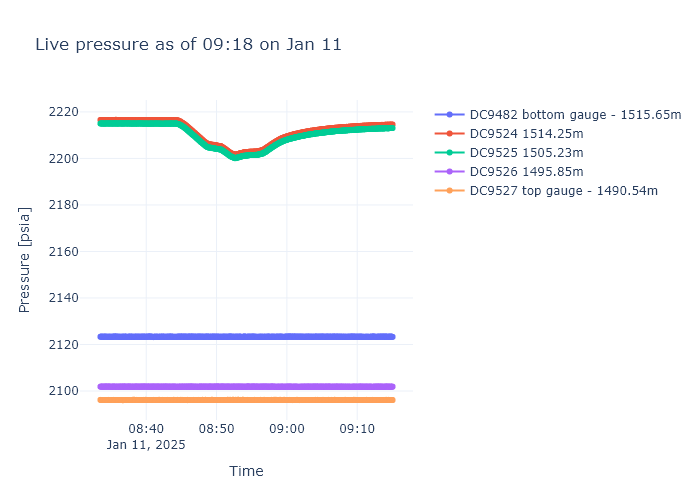 Live pressure as of 09:18 on Jan 11
DC9482 bottom gauge - 1515.65m
DC9524 1514.25m
DC9525 1505.23m
DC9526 1495.85m
DC9527 top gauge - 1490.54m
Pressure [psia]
2220
2200
2180
2160
2140
2120
2100
08:40
08:50
09:00
09:10
Jan 11, 2025
Time